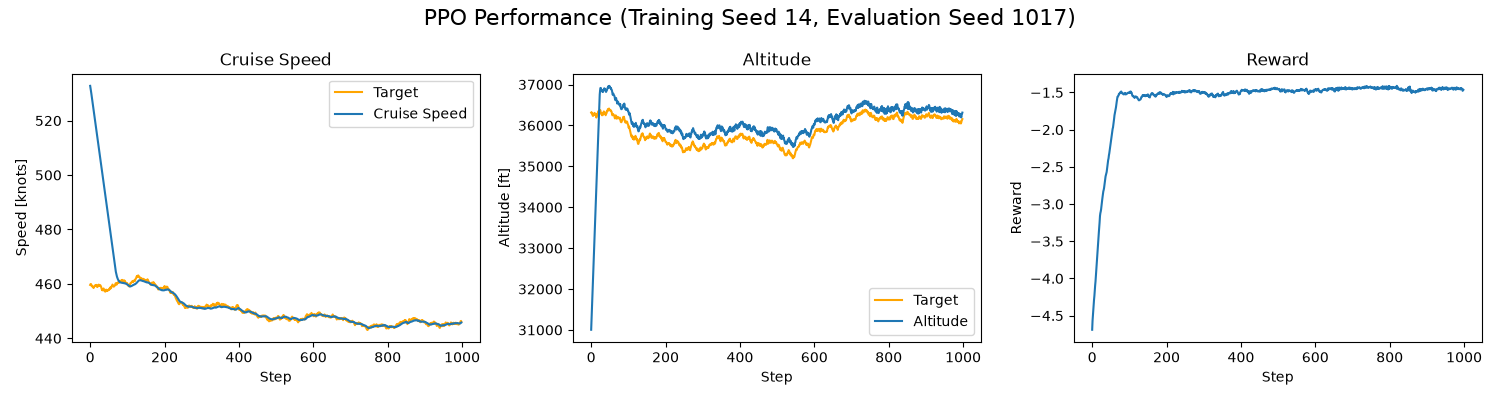 PPO Performance (Training Seed 14, Evaluation Seed 1017)
Cruise Speed
Speed [knots]
520
500
480
460
440
0 200 400 600 800 1000
Step
Target
Cruise Speed
Altitude
Altitude [ft]
37000
36000
35000
34000
33000
32000
31000
0 200 400 600 800 1000
Step
Target
Altitude
Reward
Reward
−1.5
−2.0
−2.5
−3.0
−3.5
−4.0
−4.5
0 200 400 600 800 1000
Step